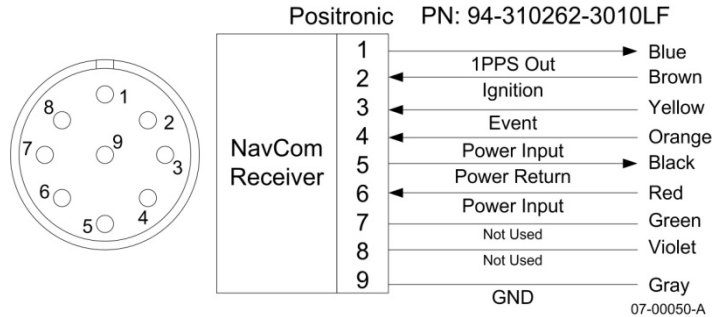 Positronic PN: 94-310262-3010LF
1 Blue
1PPS Out
2 Brown
Ignition
3 Yellow
Event
4 Orange
Power Input
5 Black
Power Return
6 Red
Power Input
7 Green
Not Used
8 Violet
Not Used
9 Gray
GND
NavCom
Receiver
1
2
3
4
5
6
7
8
9
07-00050-A